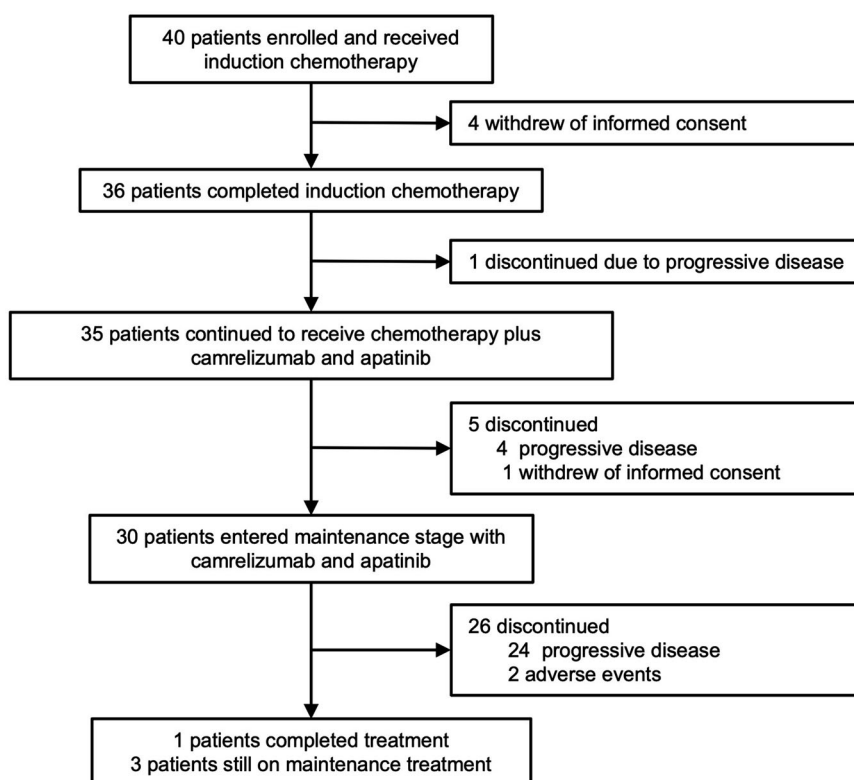 40 patients enrolled and received
induction chemotherapy
4 withdrew of informed consent
36 patients completed induction chemotherapy
1 discontinued due to progressive disease
35 patients continued to receive chemotherapy plus
camrelizumab and apatinib
5 discontinued
4 progressive disease
1 withdrew of informed consent
30 patients entered maintenance stage with
camrelizumab and apatinib
26 discontinued
24 progressive disease
2 adverse events
1 patients completed treatment
3 patients still on maintenance treatment